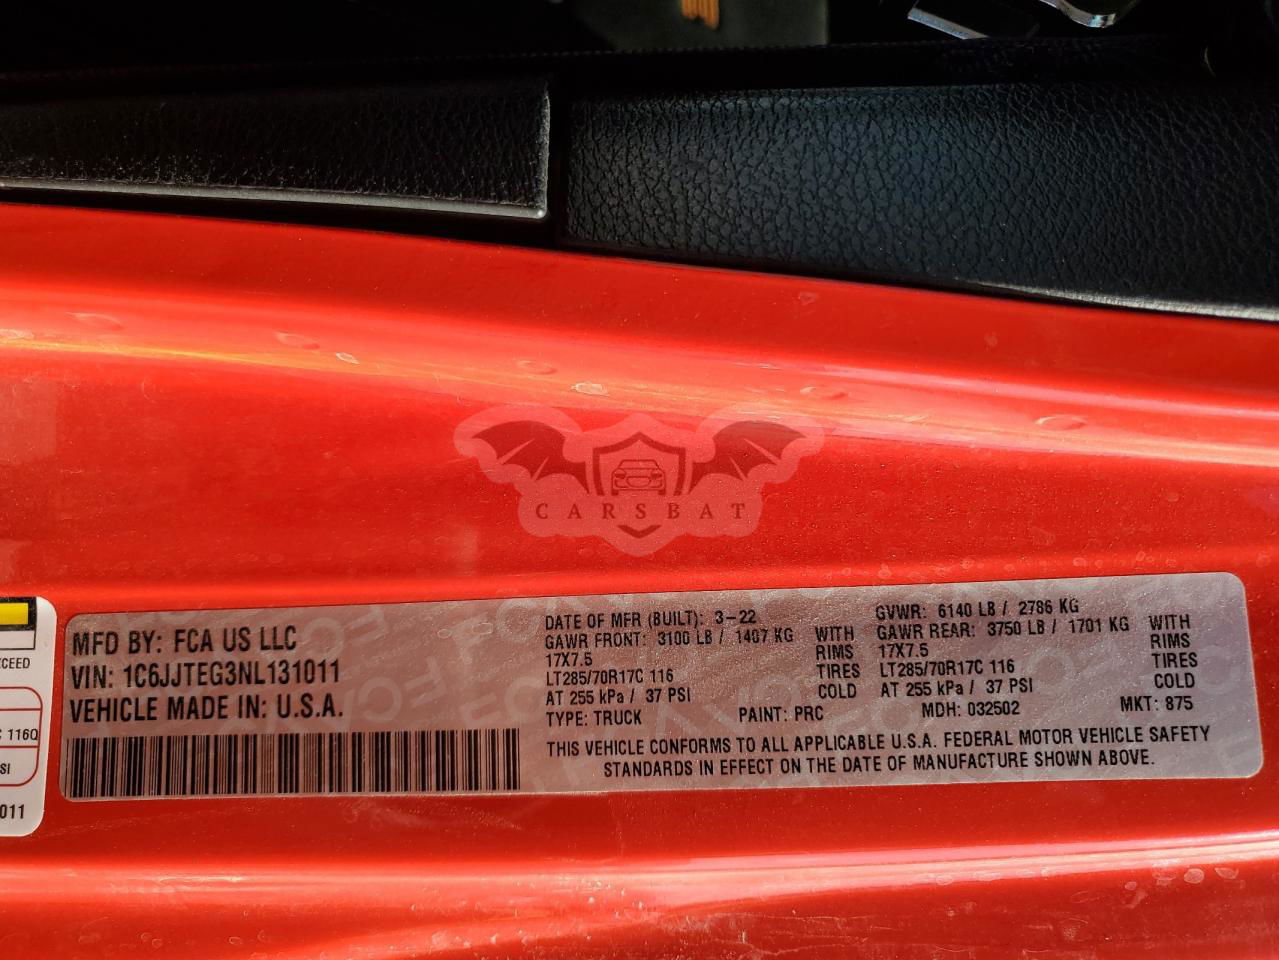 CARSBAT
XCEED
C 116Q
SI
011
MFD BY: FCA US LLC
VIN: 1C6JJTEG3NL131011
VEHICLE MADE IN: U.S.A.
DATE OF MFR (BUILT): 3-22
GAWR FRONT: 3100 LB / 1407 KG WITH
17X7.5 RIMS
LT285/70R17C 116 TIRES
AT 255 kPa / 37 PSI COLD
GVWR: 6140 LB / 2786 KG
GAWR REAR: 3750 LB / 1701 KG WITH
17X7.5 RIMS
LT285/70R17C 116 TIRES
AT 255 kPa / 37 PSI COLD
TYPE: TRUCK PAINT: PRC MDH: 032502 MKT: 875
THIS VEHICLE CONFORMS TO ALL APPLICABLE U.S.A. FEDERAL MOTOR VEHICLE SAFETY
STANDARDS IN EFFECT ON THE DATE OF MANUFACTURE SHOWN ABOVE.